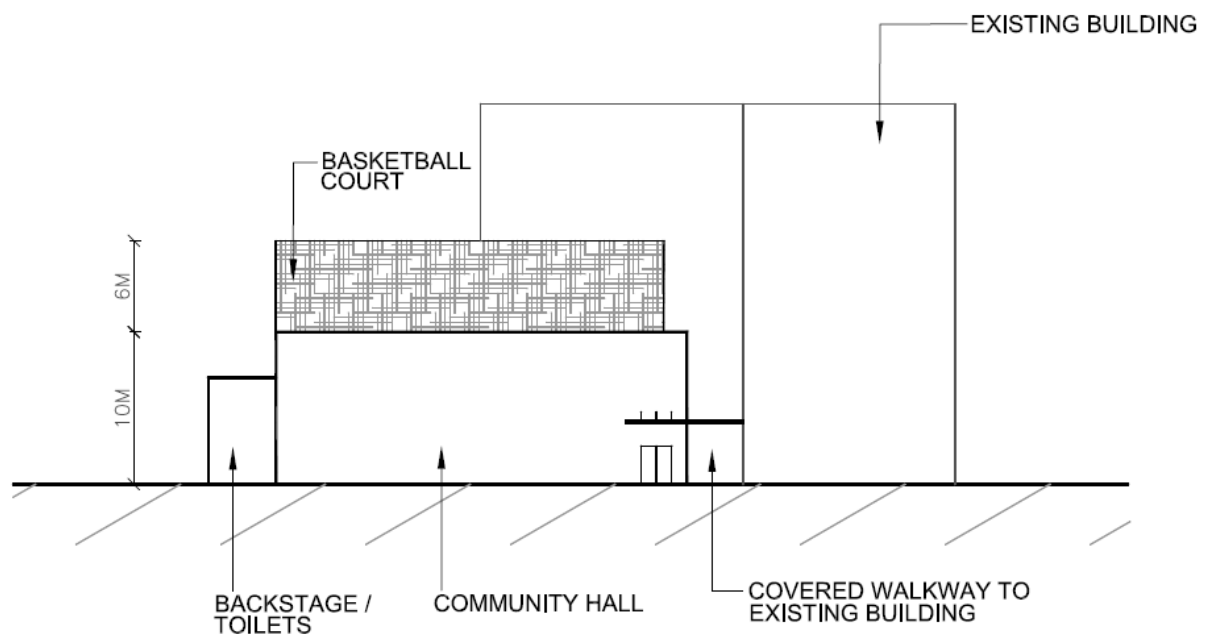 EXISTING BUILDING
BASKETBALL
COURT
6M
10M
BACKSTAGE /
TOILETS
COMMUNITY HALL
COVERED WALKWAY TO
EXISTING BUILDING